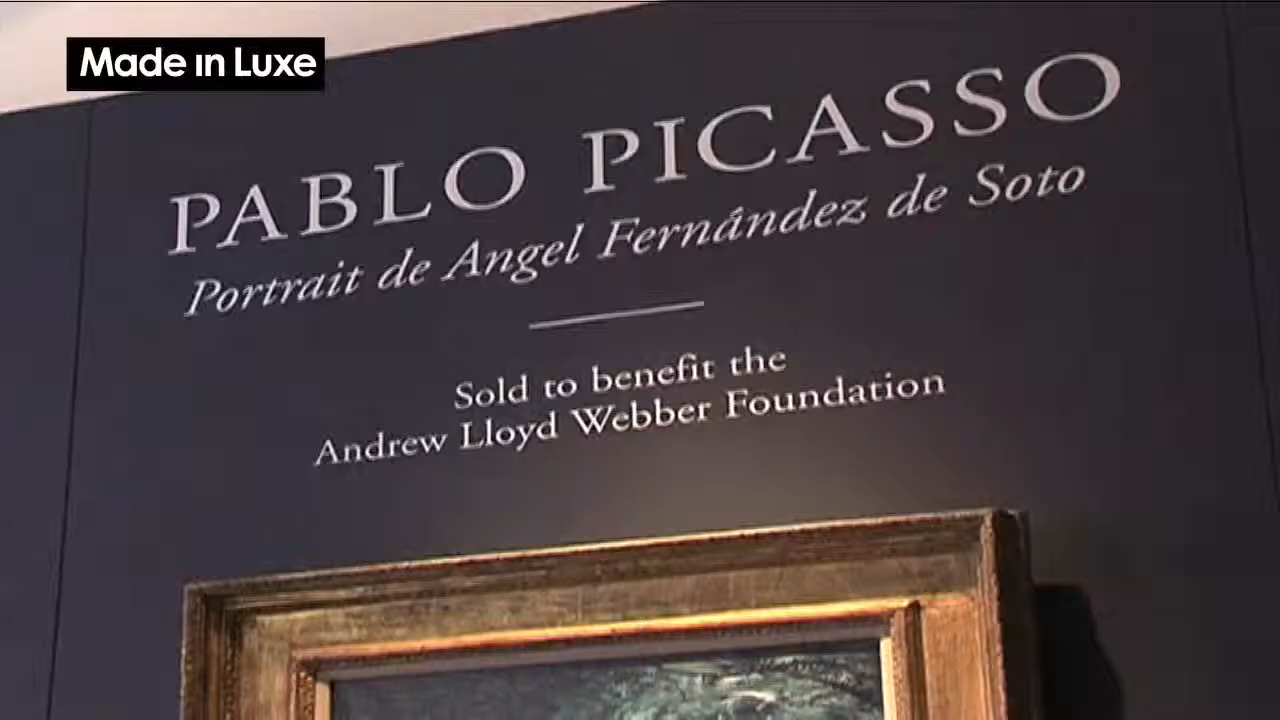 Made in Luxe
PABLO PICASSO
Portrait de Angel Fernández de Soto
Sold to benefit the
Andrew Lloyd Webber Foundation